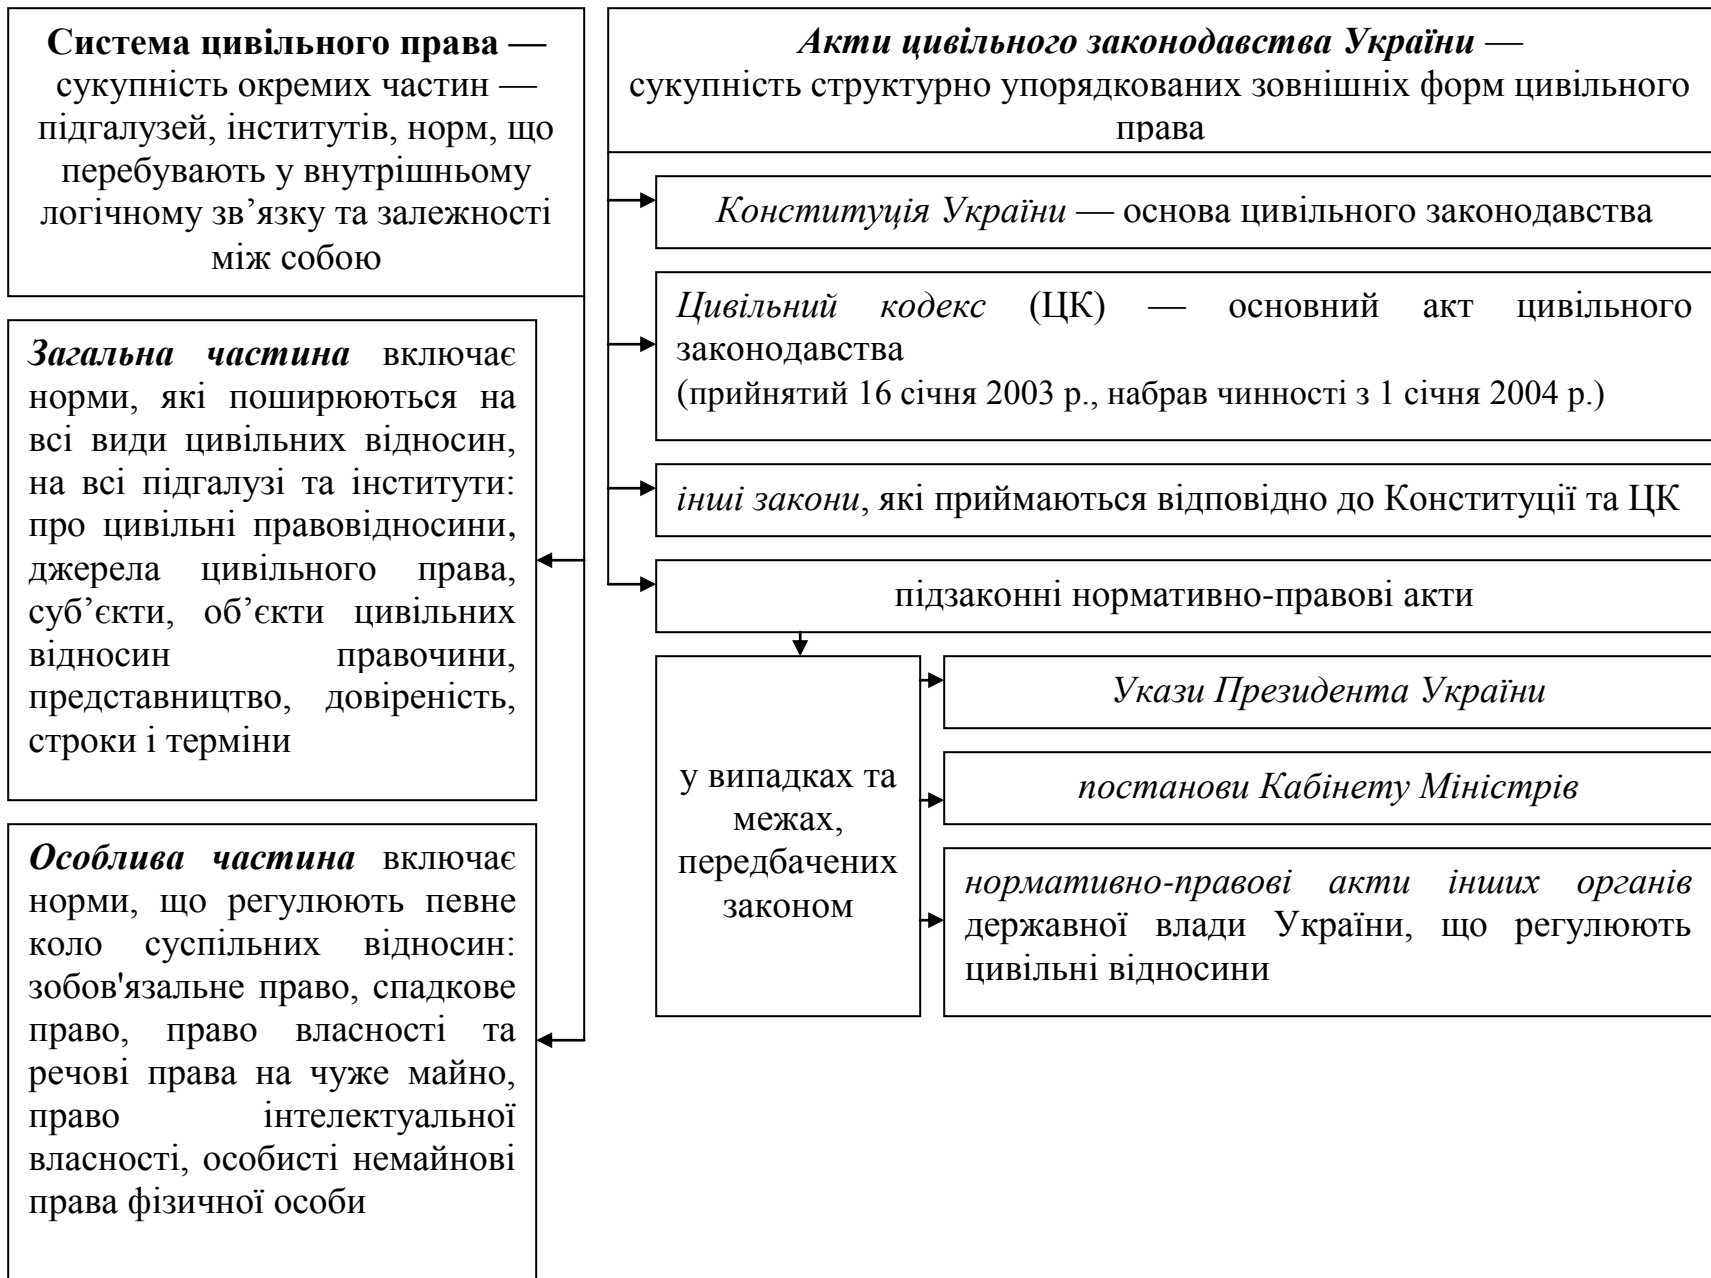 Система цивільного права —
сукупність окремих частин —
підгалузей, інститутів, норм, що
перебувають у внутрішньому
логічному зв’язку та залежності
між собою
Загальна частина включає
норми, які поширюються на
всі види цивільних відносин,
на всі підгалузі та інститути:
про цивільні правовідносини,
джерела цивільного права,
суб’єкти, об’єкти цивільних
відносин правочини,
представництво, довіреність,
строки і терміни
Особлива частина включає
норми, що регулюють певне
коло суспільних відносин:
зобов'язальне право, спадкове
право, право власності та
речові права на чуже майно,
право інтелектуальної
власності, особисті немайнові
права фізичної особи
Акти цивільного законодавства України —
сукупність структурно упорядкованих зовнішніх форм цивільного
права
Конституція України — основа цивільного законодавства
Цивільний кодекс (ЦК) — основний акт цивільного
законодавства
(прийнятий 16 січня 2003 р., набрав чинності з 1 січня 2004 р.)
інші закони, які приймаються відповідно до Конституції та ЦК
підзаконні нормативно-правові акти
у випадках та
межах,
передбачених
законом
Укази Президента України
постанови Кабінету Міністрів
нормативно-правові акти інших органів
державної влади України, що регулюють
цивільні відносини